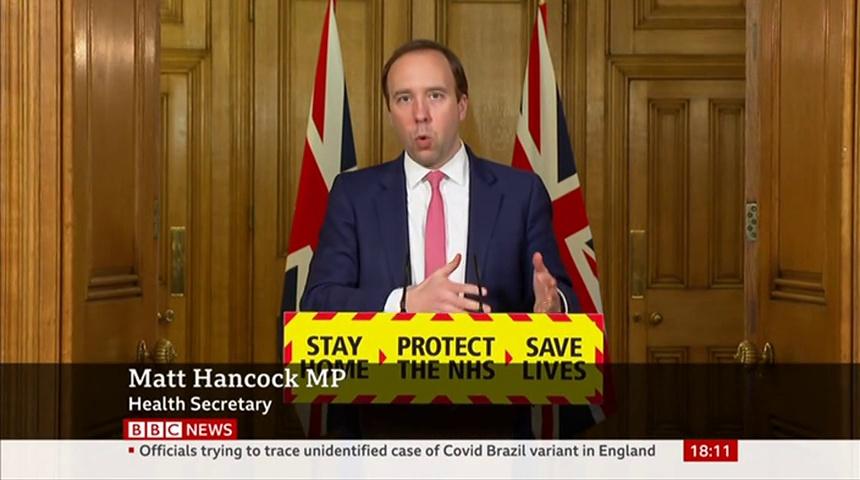 STAY HOME
PROTECT THE NHS
SAVE LIVES
Matt Hancock MP
Health Secretary
BBC NEWS
Officials trying to trace unidentified case of Covid Brazil variant in England
18:11